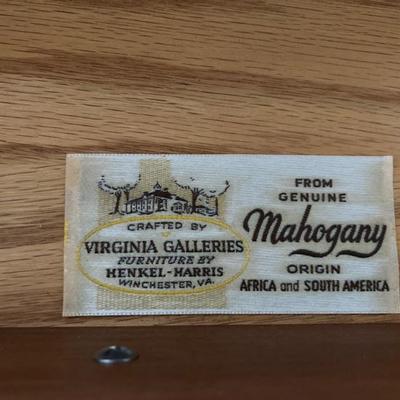 CRAFTED BY
VIRGINIA GALLERIES
FURNITURE BY
HENKEL-HARRIS
WINCHESTER, VA.
FROM
GENUINE
Mahogany
ORIGIN
AFRICA and SOUTH AMERICA